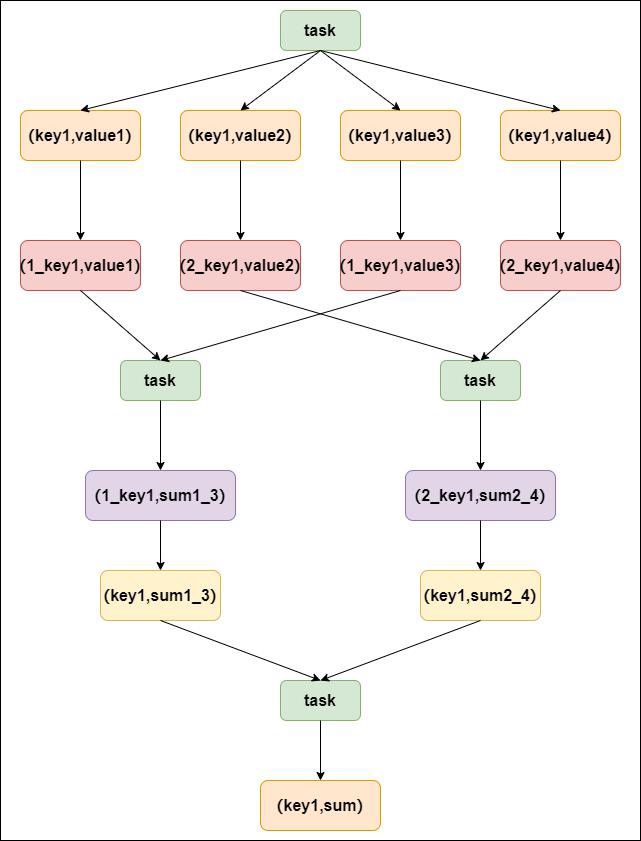 task
(key1,value1)
(key1,value2)
(key1,value3)
(key1,value4)
(1_key1,value1)
(2_key1,value2)
(1_key1,value3)
(2_key1,value4)
task
task
(1_key1,sum1_3)
(2_key1,sum2_4)
(key1,sum1_3)
(key1,sum2_4)
task
(key1,sum)